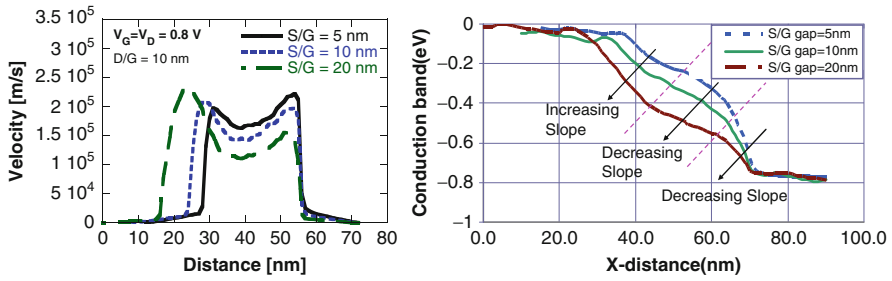 3.5 10⁵
3 10⁵
2.5 10⁵
2 10⁵
1.5 10⁵
1 10⁵
5 10⁴
0
Velocity [m/s]
V_G=V_D = 0.8 V
D/G = 10 nm
S/G = 5 nm
S/G = 10 nm
S/G = 20 nm
0 10 20 30 40 50 60 70 80
Distance [nm]
0
−0.2
−0.4
−0.6
−0.8
−1
Conduction band(eV)
S/G gap=5nm
S/G gap=10nm
S/G gap=20nm
Increasing
Slope
Decreasing
Slope
Decreasing Slope
0.0 20.0 40.0 60.0 80.0 100.0
X-distance(nm)